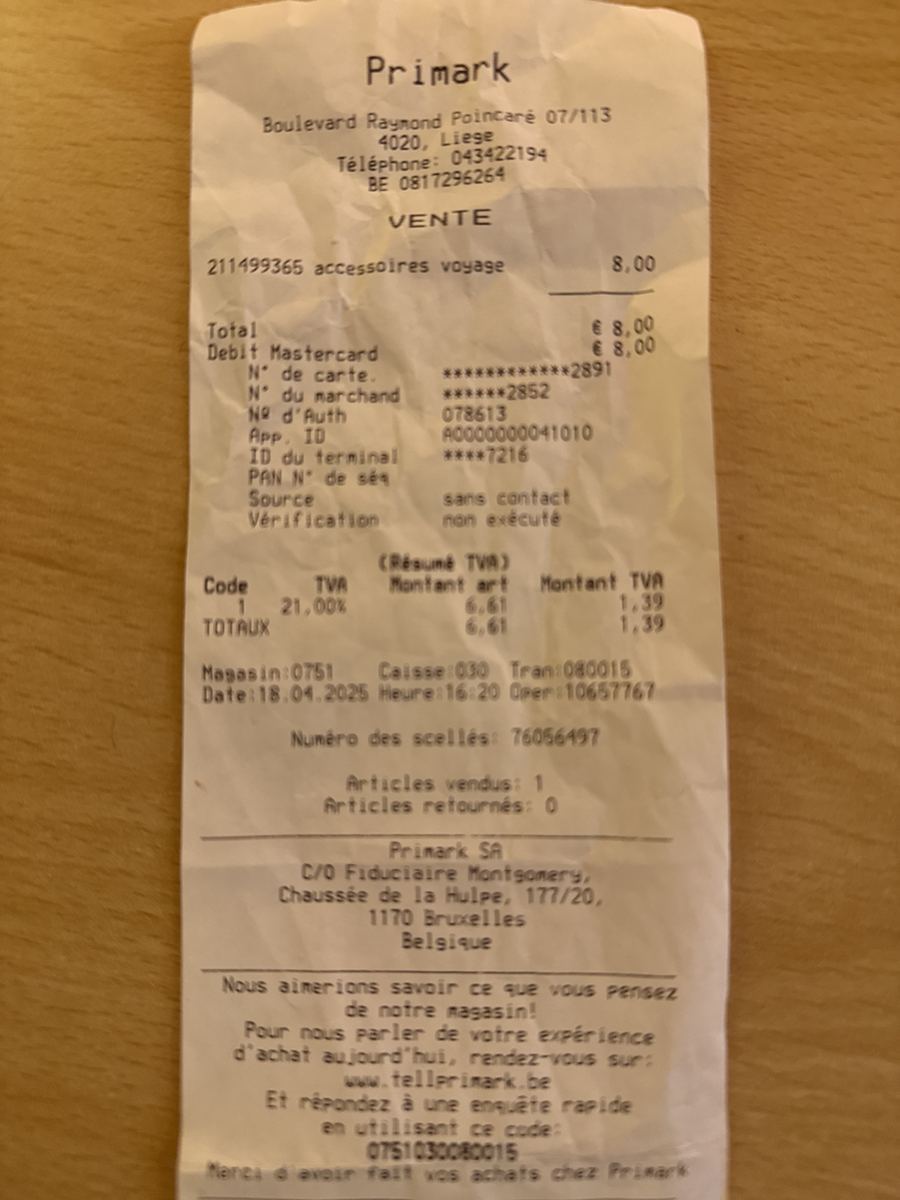 Primark
Boulevard Raymond Poincaré 07/113
4020, Liege
Téléphone: 043422194
BE 0817296264
VENTE
211499365 accessoires voyage 8,00
Total € 8,00
Debit Mastercard € 8,00
N° de carte. ************2891
N° du marchand ******2852
Nº d'Auth 078613
App. ID A0000000041010
ID du terminal ****7216
PAN N° de séq
Source sans contact
Vérification non exécuté
(Résumé TVA)
Code TVA Montant art Montant TVA
1 21,00% 6,61 1,39
TOTAUX 6,61 1,39
Magasin:0751 Caisse:030 Tran:080015
Date:18.04.2025 Heure:16:20 Oper:10657767
Numéro des scellés: 76056497
Articles vendus: 1
Articles retournés: 0
Primark SA
C/O Fiduciaire Montgomery,
Chaussée de la Hulpe, 177/20,
1170 Bruxelles
Belgique
Nous aimerions savoir ce que vous pensez
de notre magasin!
Pour nous parler de votre expérience
d'achat aujourd'hui, rendez-vous sur:
www.tellprimark.be
Et répondez à une enquête rapide
en utilisant ce code:
0751030080015
Merci d'avoir fait vos achats chez Primark